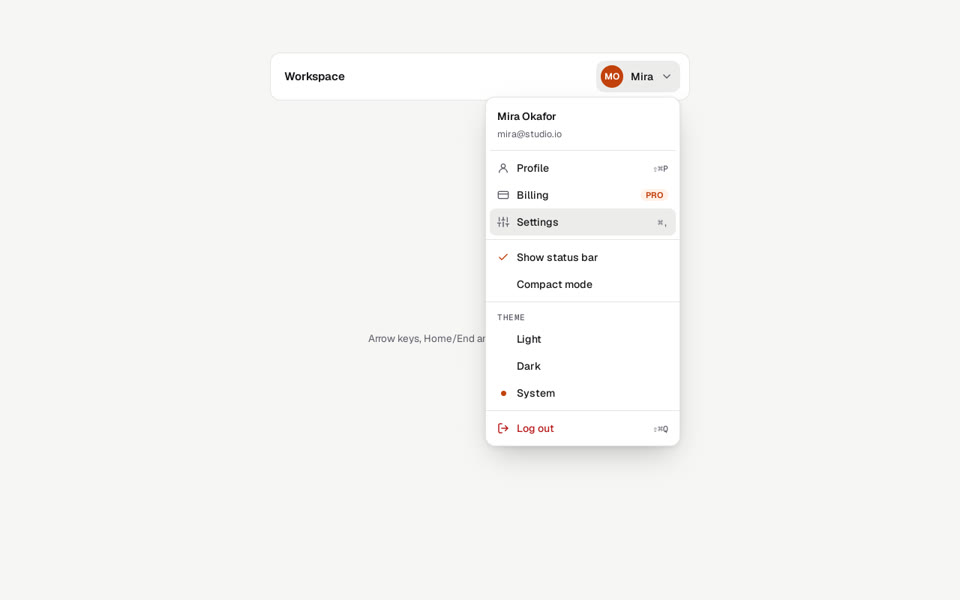 Workspace
MO Mira
Mira Okafor
mira@studio.io
Profile ⇧⌘P
Billing PRO
Settings ⌘,
Show status bar
Compact mode
THEME
Arrow keys, Home/End
Light
Dark
System
Log out ⇧⌘Q